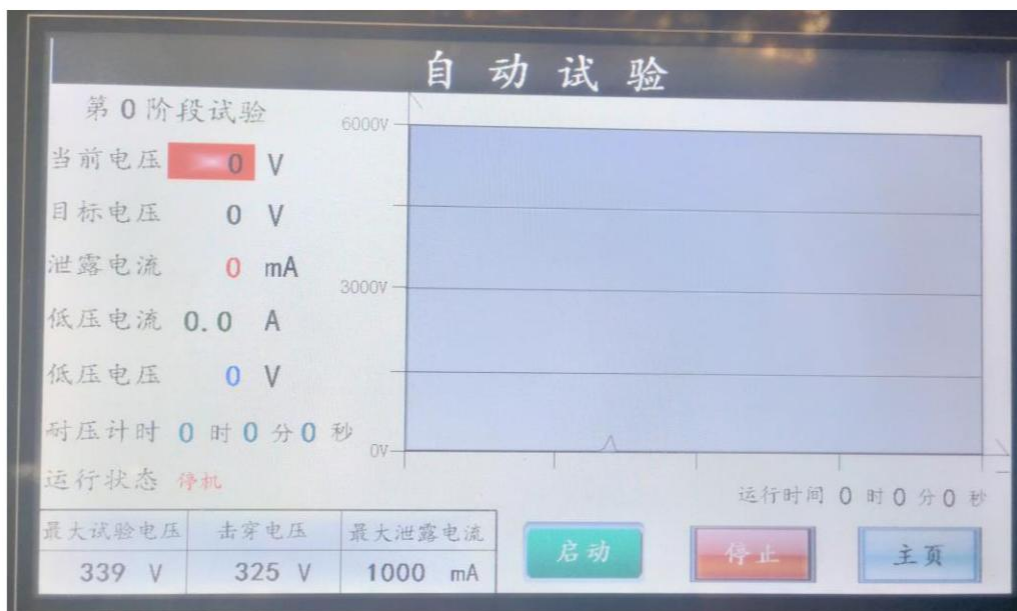 自动试验
第0阶段试验
当前电压 0 V
目标电压 0 V
泄露电流 0 mA
低压电流 0.0 A
低压电压 0 V
耐压计时 0 时 0 分 0 秒
运行状态 停机
6000V
3000V
0V
运行时间 0 时 0 分 0 秒
最大试验电压 击穿电压 最大泄露电流
339 V 325 V 1000 mA
启动 停止 主页